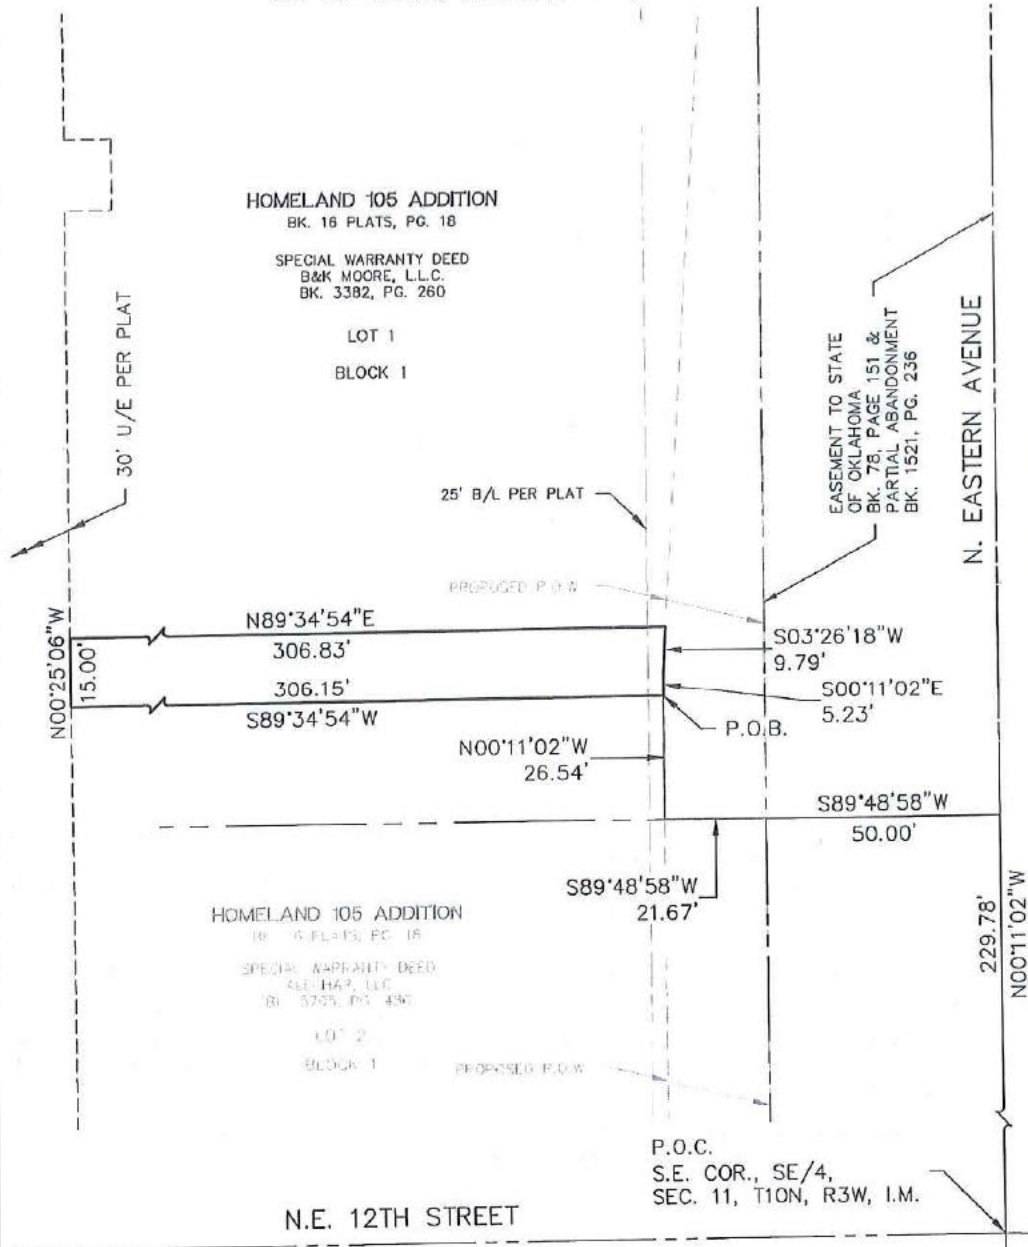 HOMELAND 105 ADDITION
BK. 16 PLATS, PG. 18
SPECIAL WARRANTY DEED
B&K MOORE, L.L.C.
BK. 3382, PG. 260
LOT 1
BLOCK 1
30' U/E PER PLAT
25' B/L PER PLAT
EASEMENT TO STATE
OF OKLAHOMA
BK. 78, PAGE 151 &
PARTIAL ABANDONMENT
BK. 1521, PG. 236
N. EASTERN AVENUE
PROPOSED R.O.W
N00°25'06"W
15.00'
N89°34'54"E
306.83'
306.15'
S89°34'54"W
S03°26'18"W
9.79'
S00°11'02"E
5.23'
P.O.B.
N00°11'02"W
26.54'
S89°48'58"W
50.00'
S89°48'58"W
21.67'
229.78'
N00°11'02"W
HOMELAND 105 ADDITION
PG. 18
SPECIAL WARRANTY DEED
LLC
LOT 2
BLOCK 1
PROPOSED R.O.W
P.O.C.
S.E. COR., SE/4,
SEC. 11, T10N, R3W, I.M.
N.E. 12TH STREET